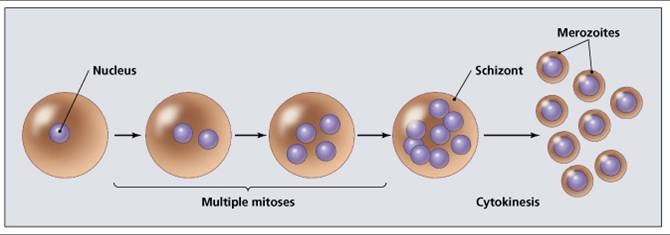 Merozoites
Nucleus
Schizont
Multiple mitoses
Cytokinesis